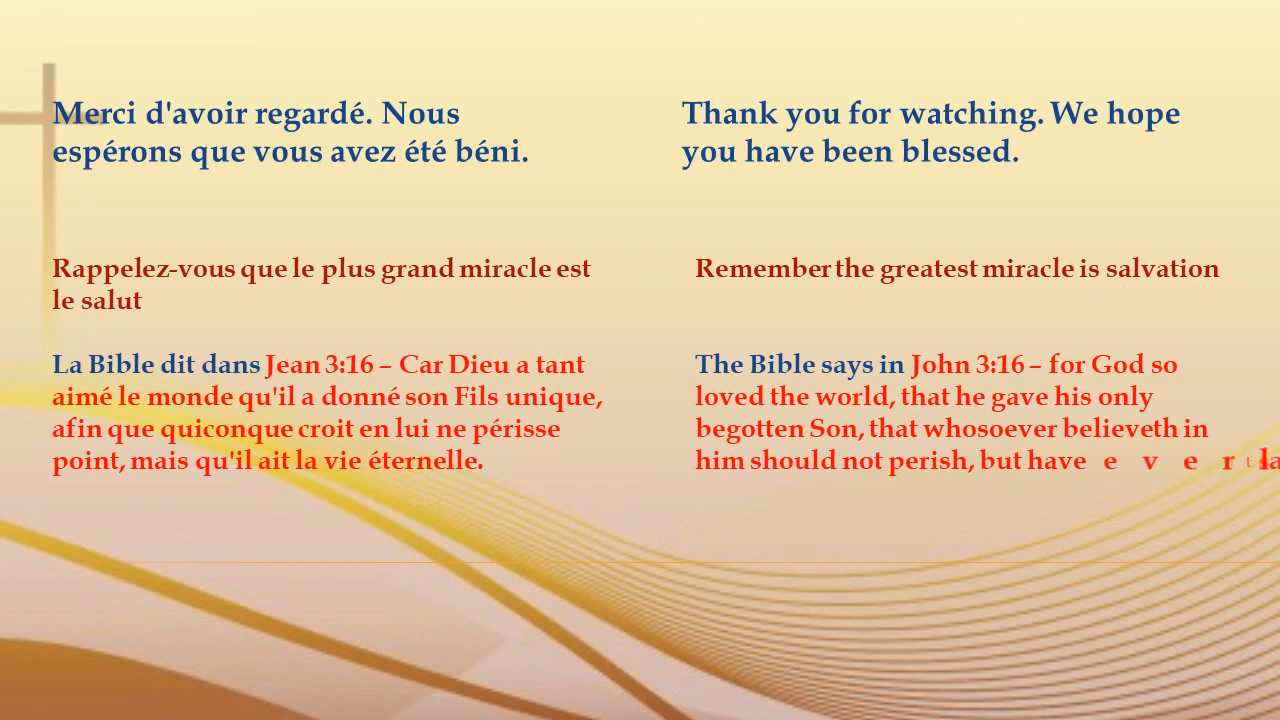 Merci d'avoir regardé. Nous
espérons que vous avez été béni.
Rappelez-vous que le plus grand miracle est
le salut
La Bible dit dans Jean 3:16 – Car Dieu a tant
aimé le monde qu'il a donné son Fils unique,
afin que quiconque croit en lui ne périsse
point, mais qu'il ait la vie éternelle.
Thank you for watching. We hope
you have been blessed.
Remember the greatest miracle is salvation
The Bible says in John 3:16 – for God so
loved the world, that he gave his only
begotten Son, that whosoever believeth in
him should not perish, but have